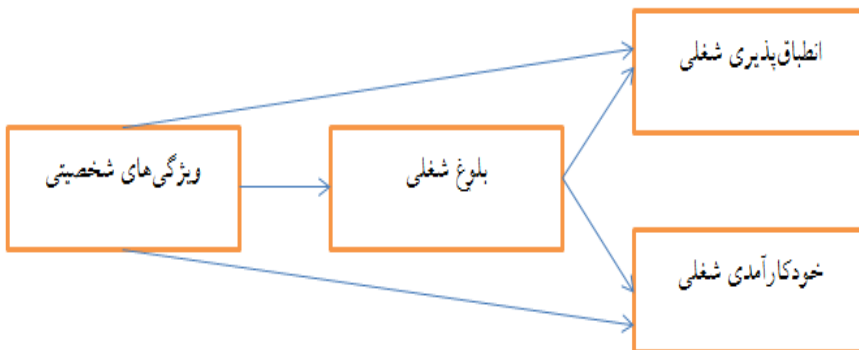 انطباق‌پذیری شغلی
ویژگی‌های شخصیتی
بلوغ شغلی
خودکارآمدی شغلی